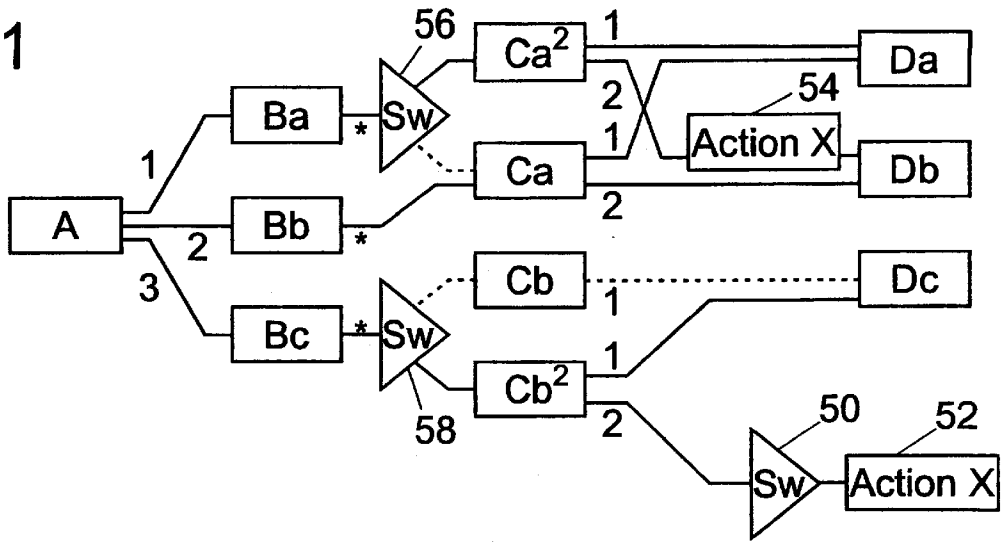 1
56
Ca²
1
Da
Ba
*
Sw
2
54
1
Action X
1
Ca
2
Db
A
2
Bb
*
3
Cb
1
Dc
Bc
*
Sw
1
58
Cb²
2
50
52
Sw
Action X